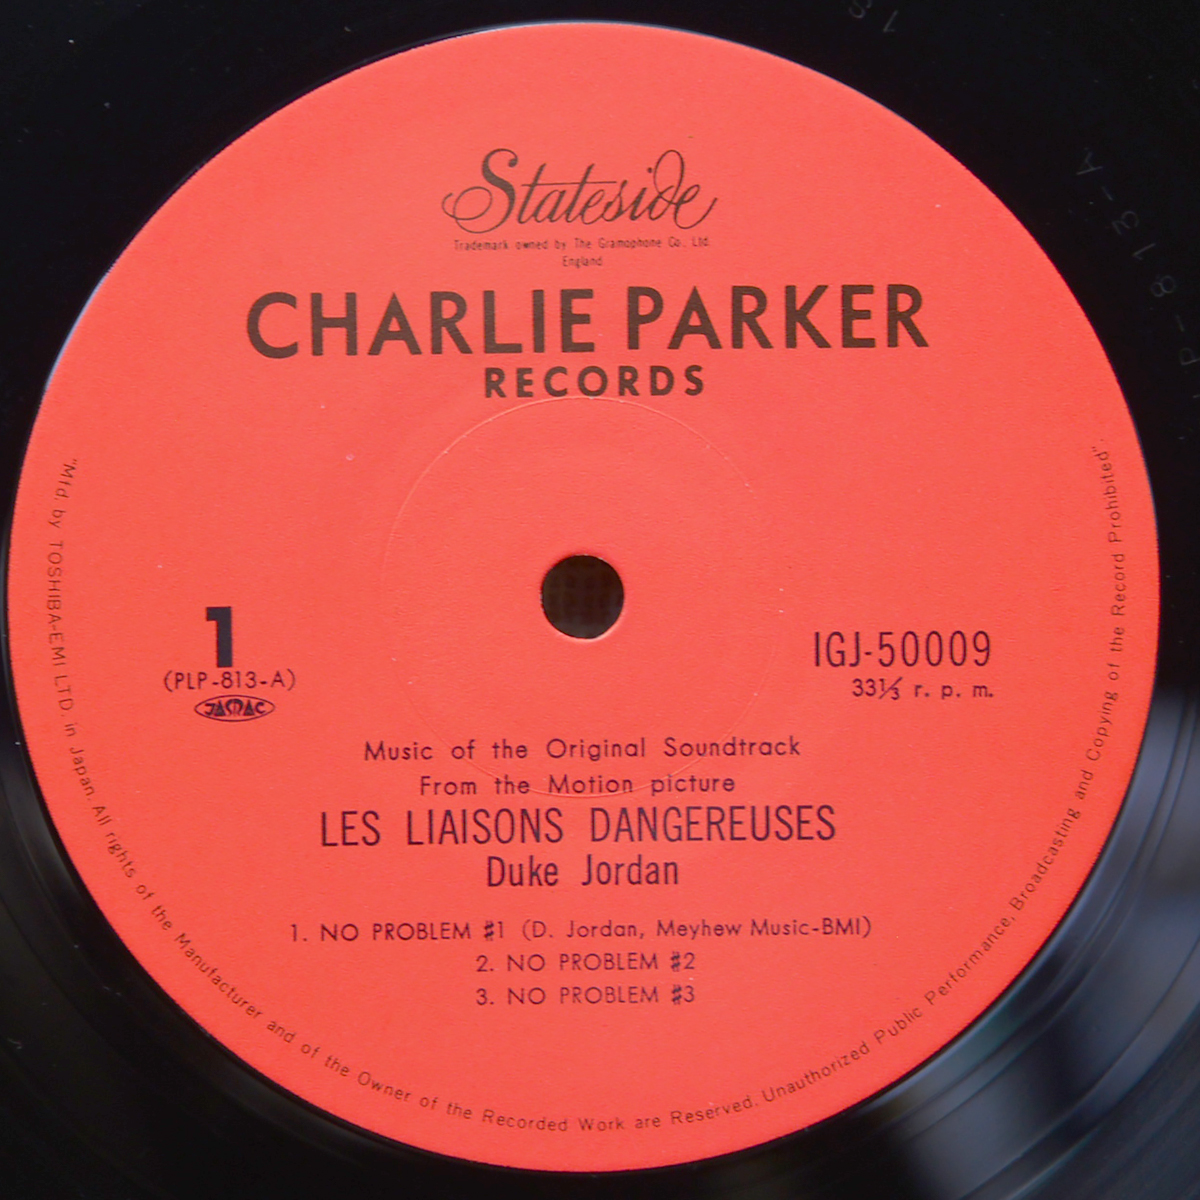 Stateside
Trademark owned by The Gramophone Co. Ltd.
England
CHARLIE PARKER
RECORDS
1
(PLP-813-A)
JASRAC
IGJ-50009
33⅓ r. p. m.
Music of the Original Soundtrack
From the Motion picture
LES LIAISONS DANGEREUSES
Duke Jordan
1. NO PROBLEM #1 (D. Jordan, Meyhew Music-BMI)
2. NO PROBLEM #2
3. NO PROBLEM #3
"Mfd. by TOSHIBA-EMI LTD. in Japan. All rights of the Manufacturer and of the Owner of the Recorded Work are Reserved. Unauthorized Public Performance, Broadcasting and Copying of the Record Prohibited".
P-813-A
1S